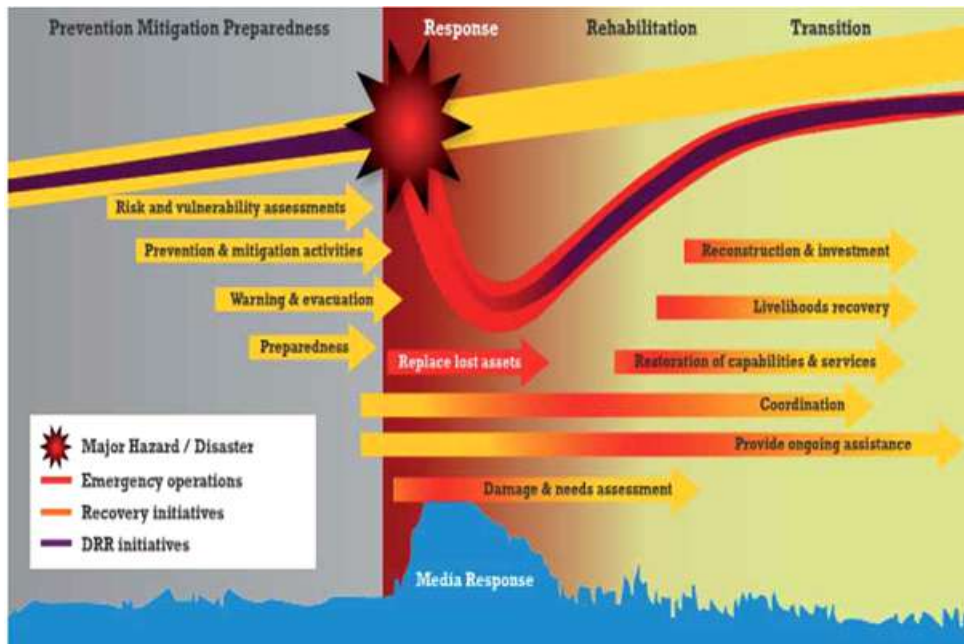 Prevention Mitigation Preparedness
Response
Rehabilitation
Transition
Risk and vulnerability assessments
Prevention & mitigation activities
Warning & evacuation
Preparedness
Replace lost assets
Reconstruction & investment
Livelihoods recovery
Restoration of capabilities & services
Coordination
Provide ongoing assistance
Damage & needs assessment
Major Hazard / Disaster
Emergency operations
Recovery initiatives
DRR initiatives
Media Response